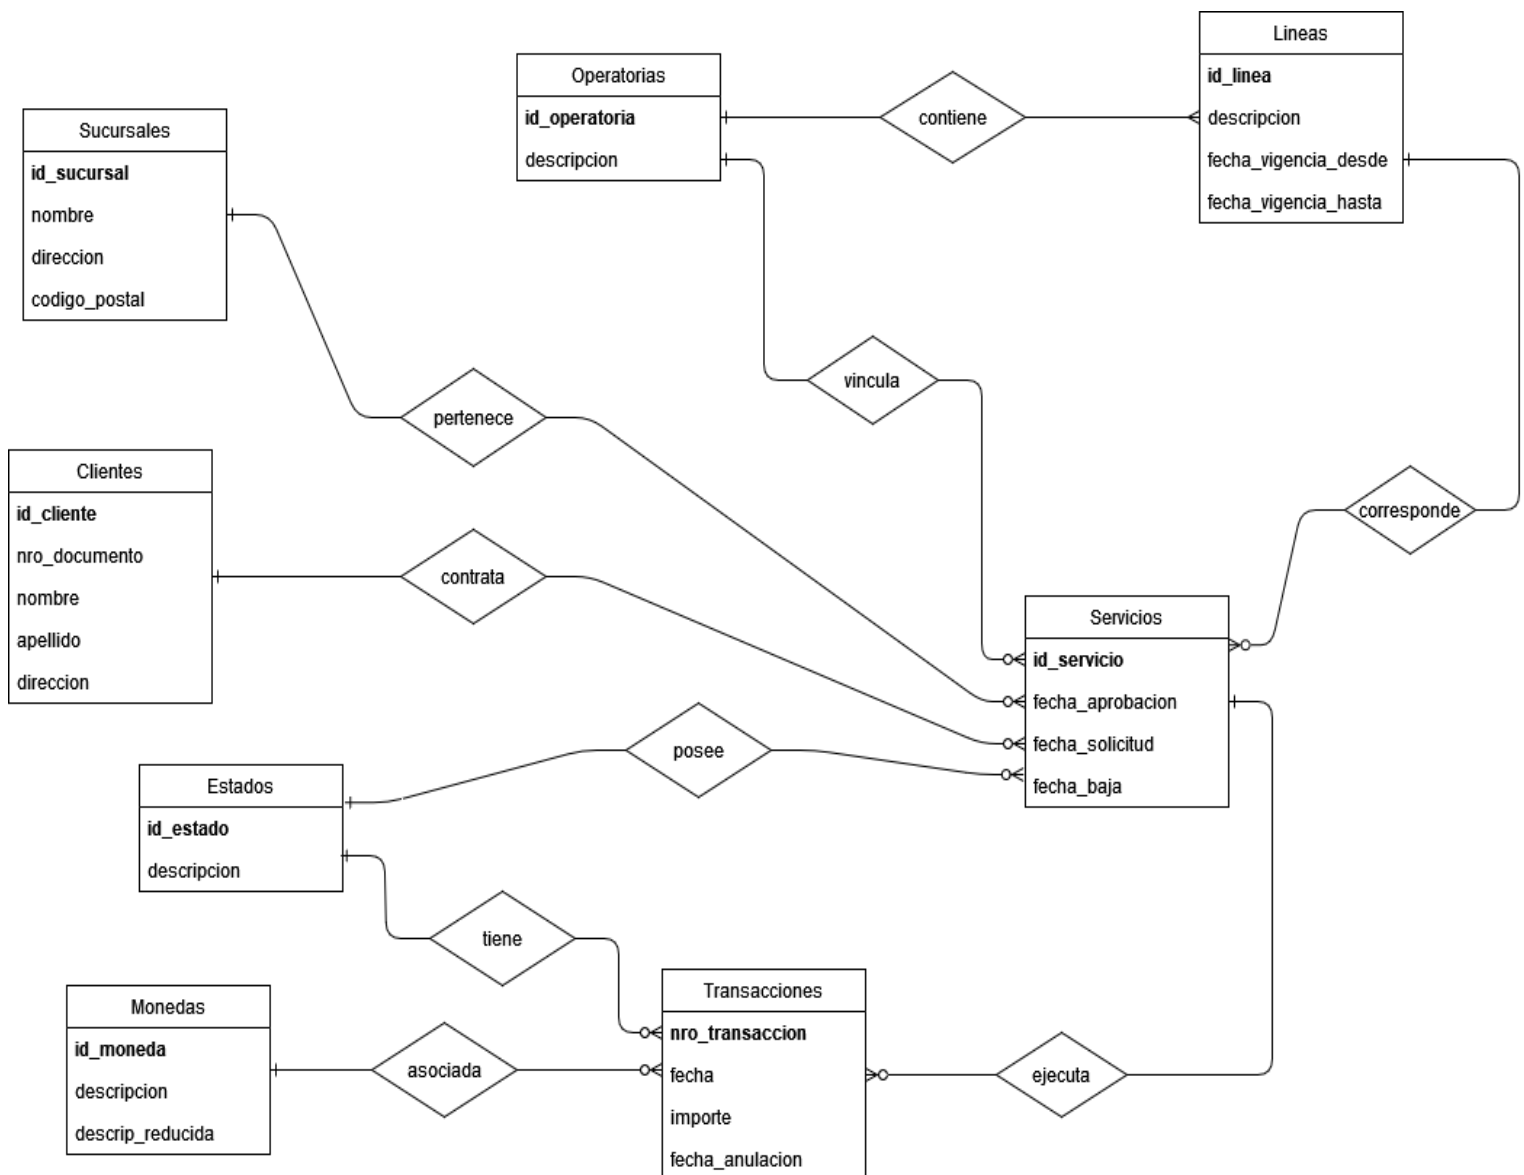 Lineas
id_linea
descripcion
fecha_vigencia_desde
fecha_vigencia_hasta
Operatorias
id_operatoria
descripcion
contiene
Sucursales
id_sucursal
nombre
direccion
codigo_postal
vincula
pertenece
Clientes
id_cliente
nro_documento
nombre
apellido
direccion
contrata
corresponde
Servicios
id_servicio
fecha_aprobacion
fecha_solicitud
fecha_baja
posee
Estados
id_estado
descripcion
tiene
Monedas
id_moneda
descripcion
descrip_reducida
asociada
Transacciones
nro_transaccion
fecha
importe
fecha_anulacion
ejecuta